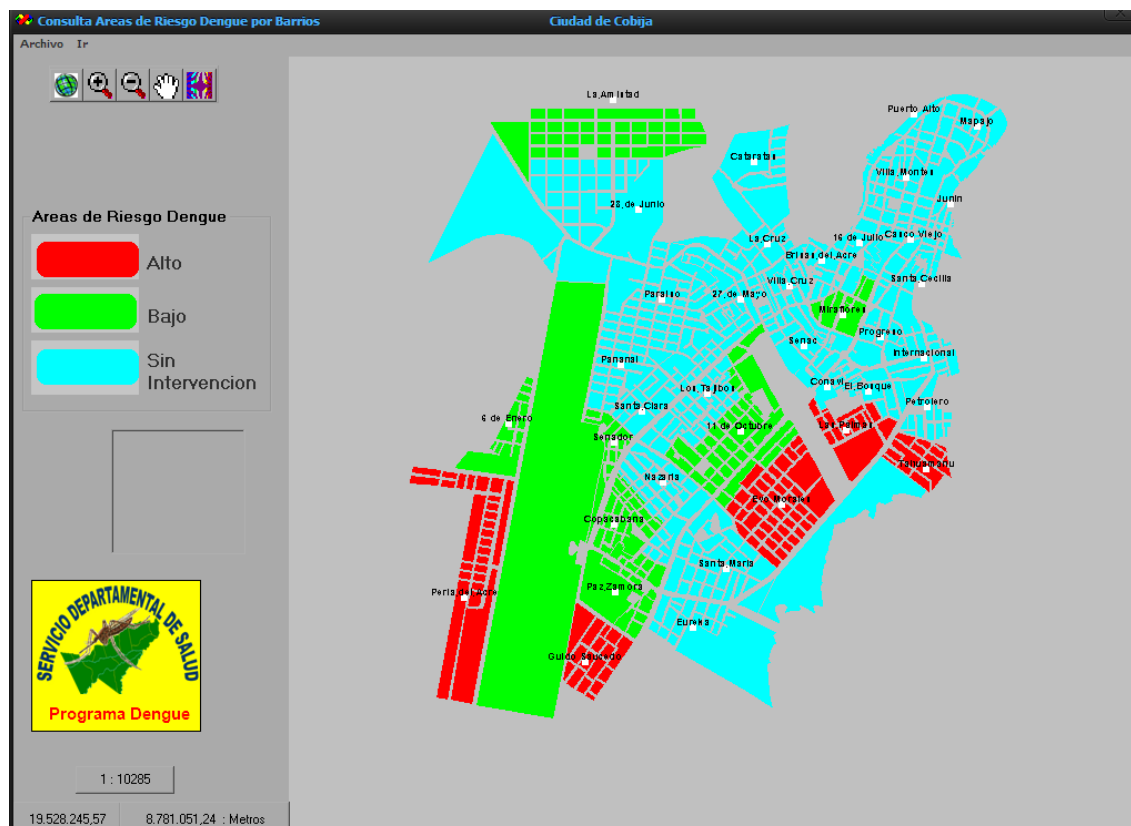 Consulta Areas de Riesgo Dengue por Barrios
Ciudad de Cobija
Archivo Ir
Areas de Riesgo Dengue
Alto
Bajo
Sin
Intervencion
SERVICIO DEPARTAMENTAL DE SALUD
Programa Dengue
1 : 10285
19.528.245,57
8.781.051,24 : Metros
La Amistad
Puerto Alto
Mapajo
Cataratas
Villa Montes
28 de Junio
Junin
La Cruz
16 de Julio
Casco Viejo
Brisas del Acre
Villa Cruz
Santa Cecilia
Paraiso
27 de Mayo
Miraflores
Progreso
Senac
Internacional
Pananal
Conavi
El Bosque
Los Tajibos
Petrolero
Santa Clara
6 de Enero
Senador
11 de Octubre
Las Palmas
Tahuamanu
Nazaria
Evo Morales
Copacabana
Santa Maria
Perla del Acre
Paz Zamora
Eureka
Guido Saucedo